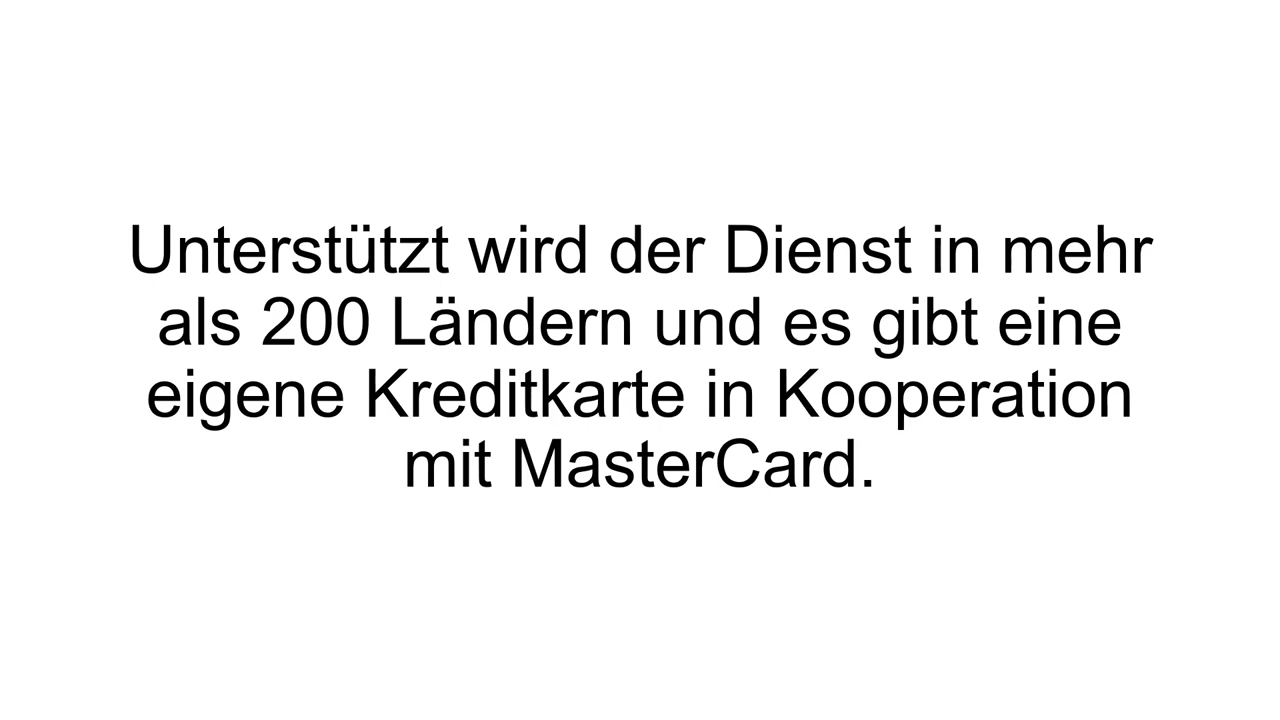 Unterstützt wird der Dienst in mehr
als 200 Ländern und es gibt eine
eigene Kreditkarte in Kooperation
mit MasterCard.